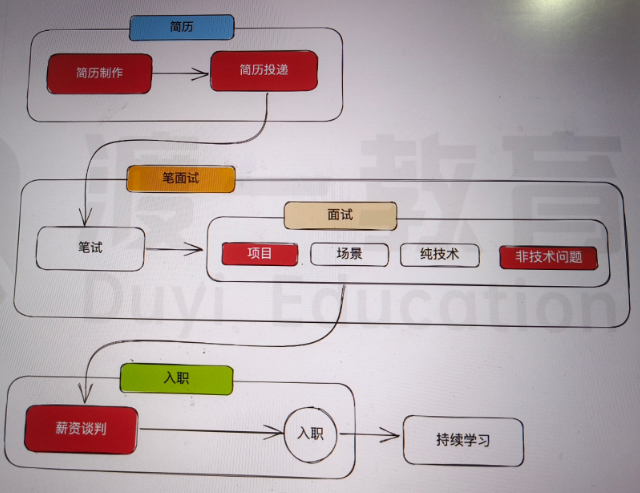 简历
简历制作
简历投递
渡一教育
Duyi Education
笔面试
笔试
面试
项目
场景
纯技术
非技术问题
入职
薪资谈判
入职
持续学习